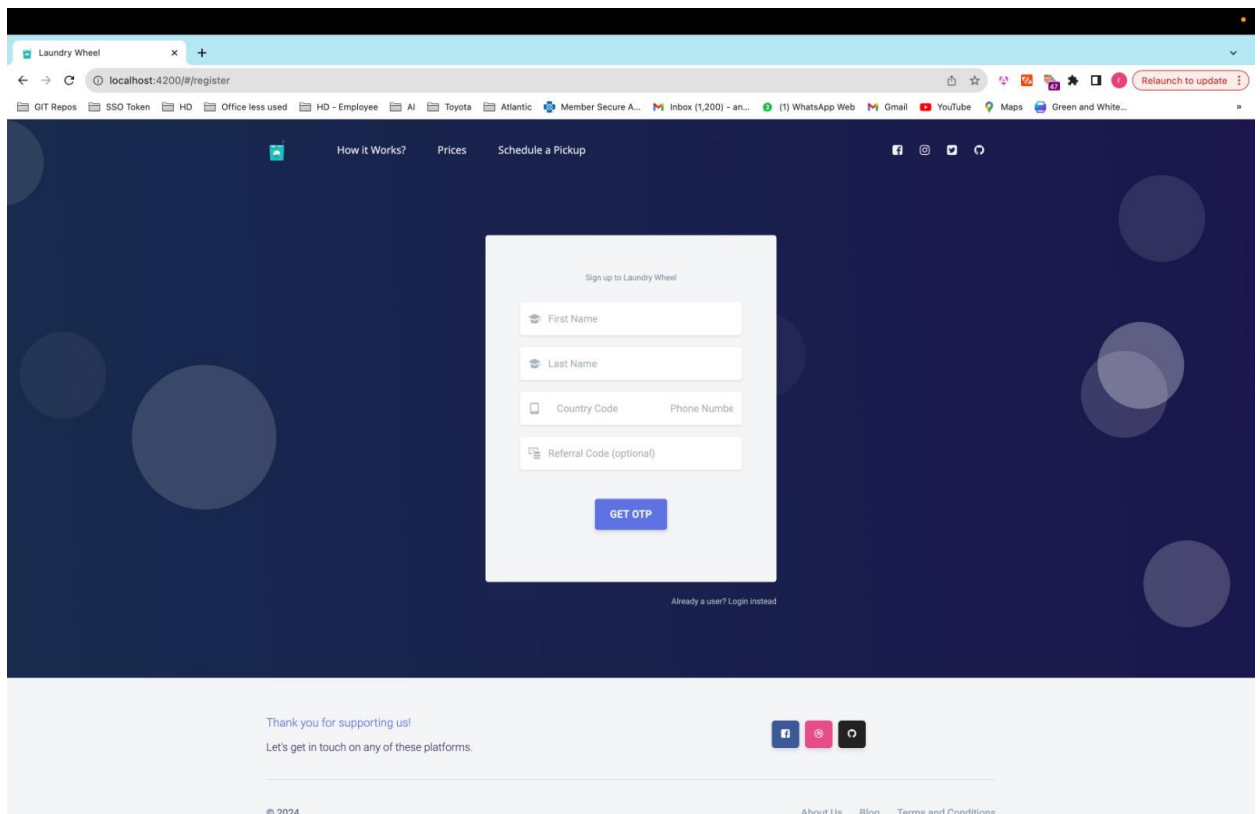 Laundry Wheel
localhost:4200/#/register
Relaunch to update
GIT Repos SSO Token HD Office less used HD - Employee AI Toyota Atlantic Member Secure A... Inbox (1,200) - an... (1) WhatsApp Web Gmail YouTube Maps Green and White... »
47
How it Works? Prices Schedule a Pickup
Sign up to Laundry Wheel
First Name
Last Name
Country Code Phone Numbe
Referral Code (optional)
GET OTP
Already a user? Login instead
Thank you for supporting us!
Let's get in touch on any of these platforms.
© 2024
About Us Blog Terms and Conditions